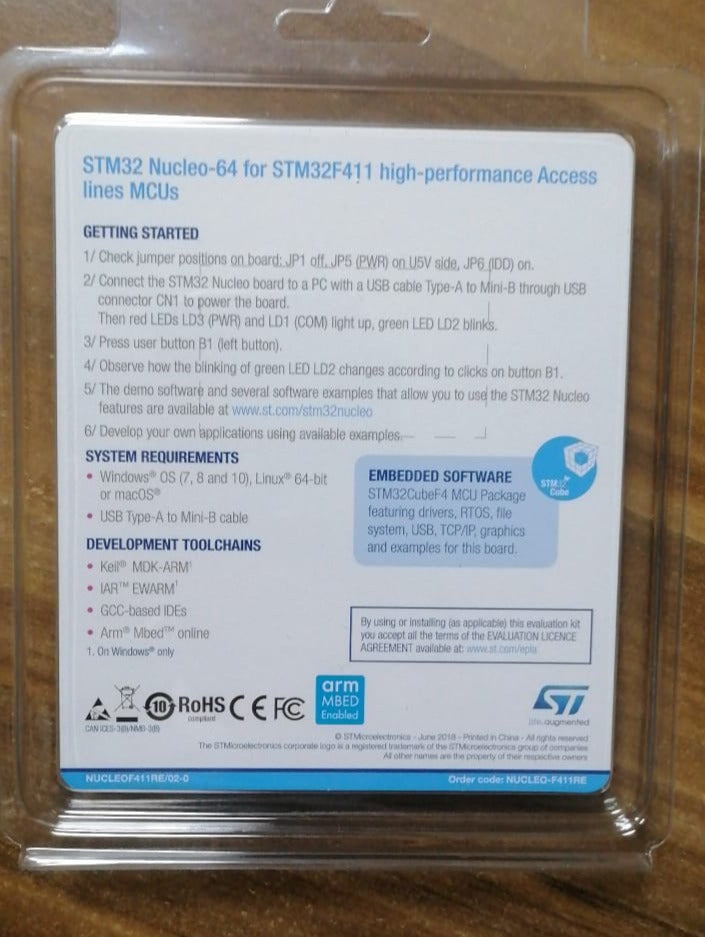 STM32 Nucleo-64 for STM32F411 high-performance Access
lines MCUs
GETTING STARTED
1/ Check jumper positions on board: JP1 off, JP5 (PWR) on U5V side, JP6 (IDD) on.
2/ Connect the STM32 Nucleo board to a PC with a USB cable Type-A to Mini-B through USB
connector CN1 to power the board.
Then red LEDs LD3 (PWR) and LD1 (COM) light up, green LED LD2 blinks.
3/ Press user button B1 (left button).
4/ Observe how the blinking of green LED LD2 changes according to clicks on button B1.
5/ The demo software and several software examples that allow you to use the STM32 Nucleo
features are available at www.st.com/stm32nucleo
6/ Develop your own applications using available examples.
SYSTEM REQUIREMENTS
• Windows® OS (7, 8 and 10), Linux® 64-bit
or macOS®
• USB Type-A to Mini-B cable
DEVELOPMENT TOOLCHAINS
• Keil® MDK-ARM¹
• IAR™ EWARM¹
• GCC-based IDEs
• Arm® Mbed™ online
1. On Windows® only
STM32
Cube
EMBEDDED SOFTWARE
STM32CubeF4 MCU Package
featuring drivers, RTOS, file
system, USB, TCP/IP, graphics
and examples for this board.
By using or installing (as applicable) this evaluation kit
you accept all the terms of the EVALUATION LICENCE
AGREEMENT available at: www.st.com/epla
10 RoHS CE FC
compliant
CAN ICES-3(B)/NMB-3(B)
arm
MBED
Enabled
ST
life.augmented
© STMicroelectronics - June 2018 - Printed in China - All rights reserved
The STMicroelectronics corporate logo is a registered trademark of the STMicroelectronics group of companies
All other names are the property of their respective owners
NUCLEOF411RE/02-0
Order code: NUCLEO-F411RE